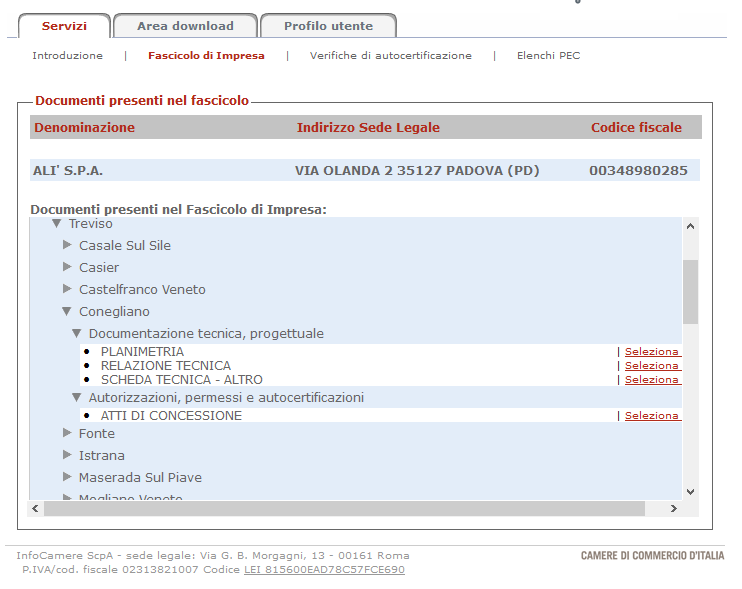 Servizi Area download Profilo utente
Introduzione | Fascicolo di Impresa | Verifiche di autocertificazione | Elenchi PEC
Documenti presenti nel fascicolo
Denominazione Indirizzo Sede Legale Codice fiscale
ALI' S.P.A. VIA OLANDA 2 35127 PADOVA (PD) 00348980285
Documenti presenti nel Fascicolo di Impresa:
Treviso
Casale Sul Sile
Casier
Castelfranco Veneto
Conegliano
Documentazione tecnica, progettuale
• PLANIMETRIA | Seleziona
• RELAZIONE TECNICA | Seleziona
• SCHEDA TECNICA - ALTRO | Seleziona
Autorizzazioni, permessi e autocertificazioni
• ATTI DI CONCESSIONE | Seleziona
Fonte
Istrana
Maserada Sul Piave
Mogliano Veneto
InfoCamere ScpA - sede legale: Via G. B. Morgagni, 13 - 00161 Roma
P.IVA/cod. fiscale 02313821007 Codice LEI 815600EAD78C57FCE690
CAMERE DI COMMERCIO D'ITALIA